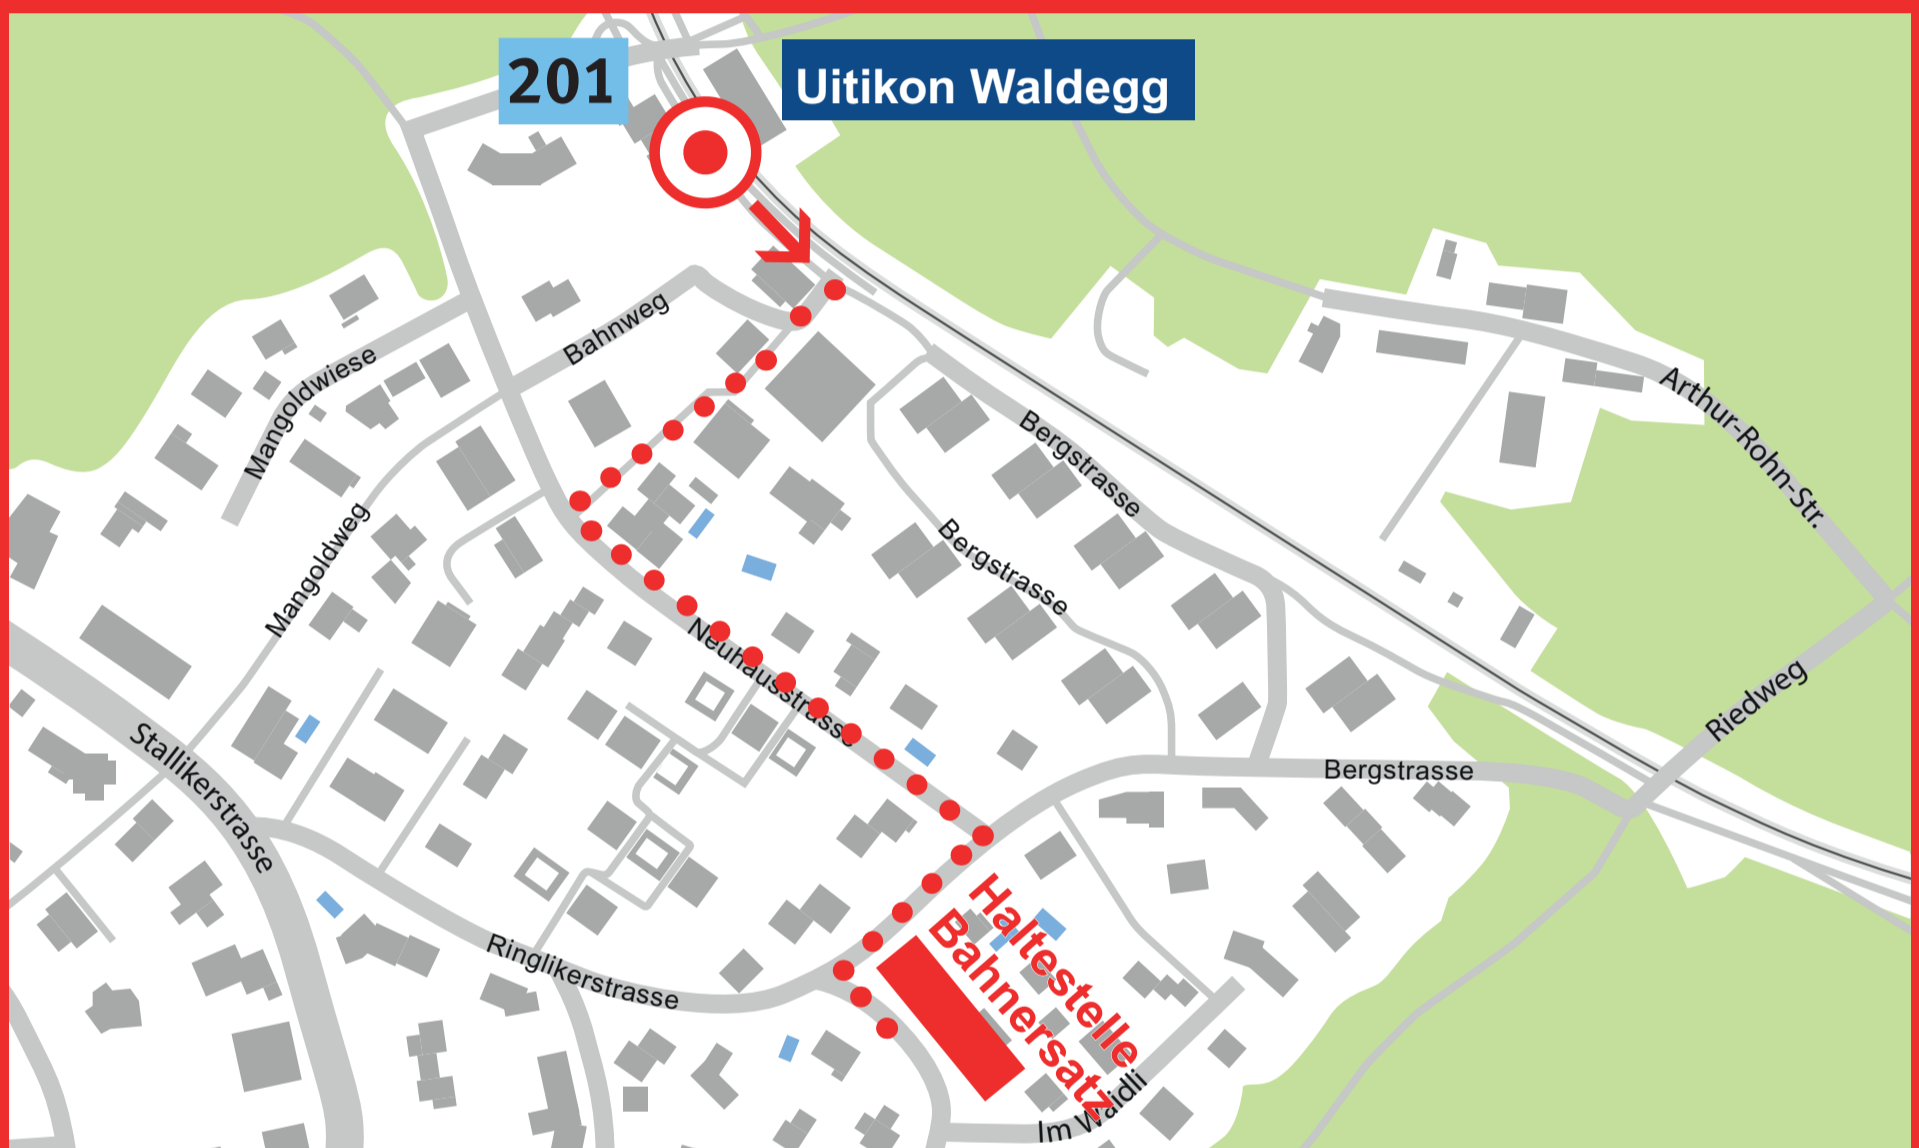 201
Uitikon Waldegg
Bahnweg
Mangoldwiese
Arthur-Rohn-Str.
Bergstrasse
Mangoldweg
Bergstrasse
Neuhausstrasse
Riedweg
Stallikerstrasse
Bergstrasse
Haltestelle
Bahnersatz
Ringlikerstrasse
Im Waidli